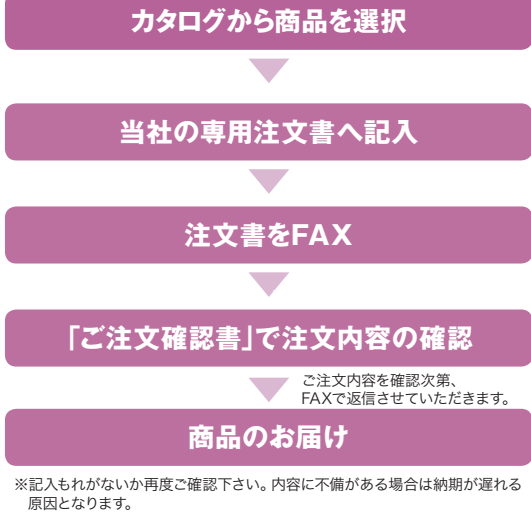 カタログから商品を選択
当社の専用注文書へ記入
注文書をFAX
「ご注文確認書」で注文内容の確認
ご注文内容を確認次第、
FAXで返信させていただきます。
商品のお届け
※記入もれがないか再度ご確認下さい。内容に不備がある場合は納期が遅れる
原因となります。